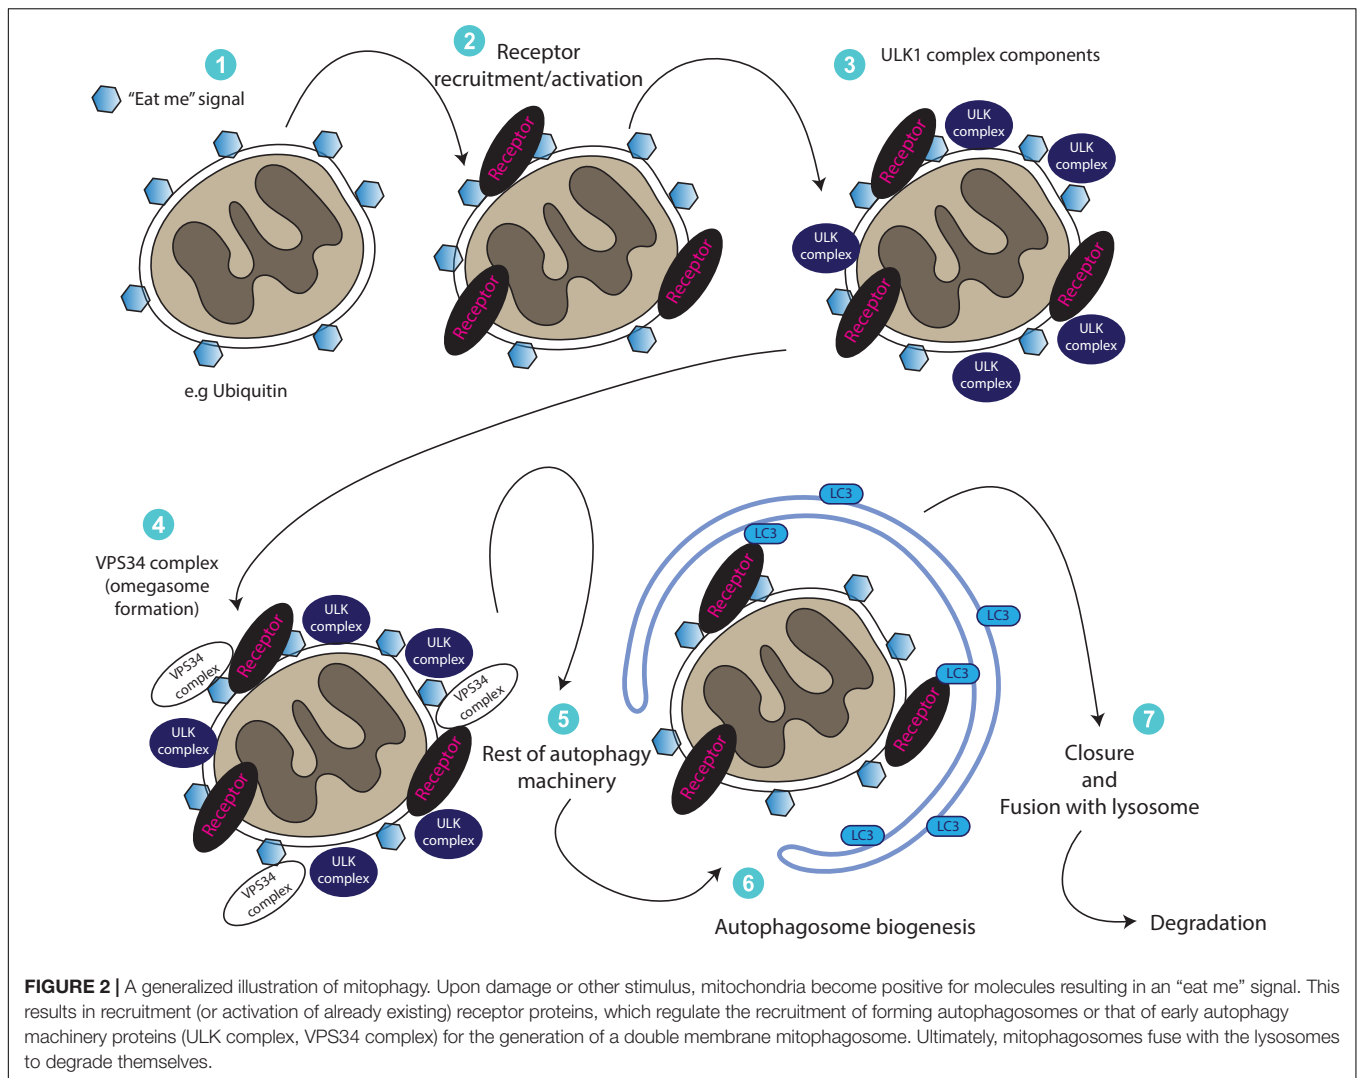 1
"Eat me" signal
e.g Ubiquitin
2
Receptor
recruitment/activation
Receptor
Receptor
Receptor
3
ULK1 complex components
Receptor
ULK
complex
ULK
complex
ULK
complex
Receptor
Receptor
ULK
complex
ULK
complex
4
VPS34 complex
(omegasome
formation)
Receptor
ULK
complex
ULK
complex
VPS34
complex
VPS34
complex
ULK
complex
Receptor
Receptor
ULK
complex
ULK
complex
VPS34
complex
5
Rest of autophagy
machinery
LC3
LC3
Receptor
LC3
LC3
Receptor
Receptor
LC3
LC3
6
Autophagosome biogenesis
7
Closure
and
Fusion with lysosome
Degradation
FIGURE 2 | A generalized illustration of mitophagy. Upon damage or other stimulus, mitochondria become positive for molecules resulting in an "eat me" signal. This
results in recruitment (or activation of already existing) receptor proteins, which regulate the recruitment of forming autophagosomes or that of early autophagy
machinery proteins (ULK complex, VPS34 complex) for the generation of a double membrane mitophagosome. Ultimately, mitophagosomes fuse with the lysosomes
to degrade themselves.